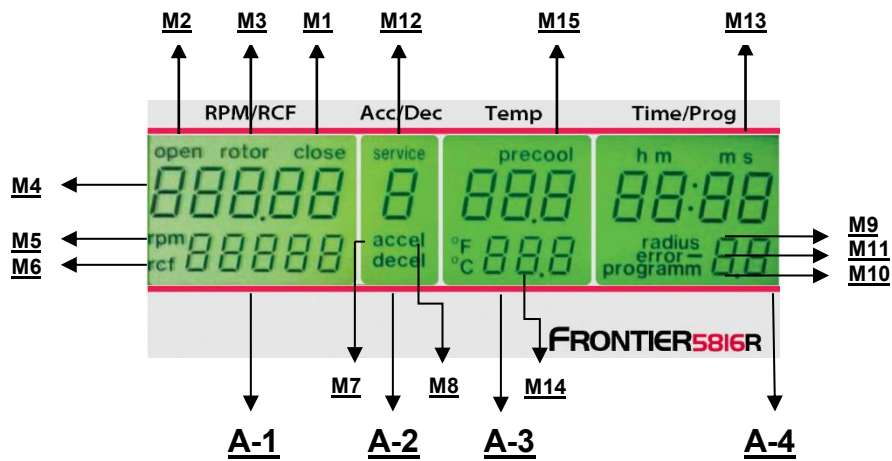 M2 M3 M1 M12 M15 M13
RPM/RCF Acc/Dec Temp Time/Prog
open rotor close service precool h m m s
M4 88888 8 888 88:88
M9
M5 rpm 88888 accel °F 88.8 radius 8.8
error – M11
M6 rcf decel °C programm M10
FRONTIER5816R
M7 M8 M14
A-1 A-2 A-3 A-4